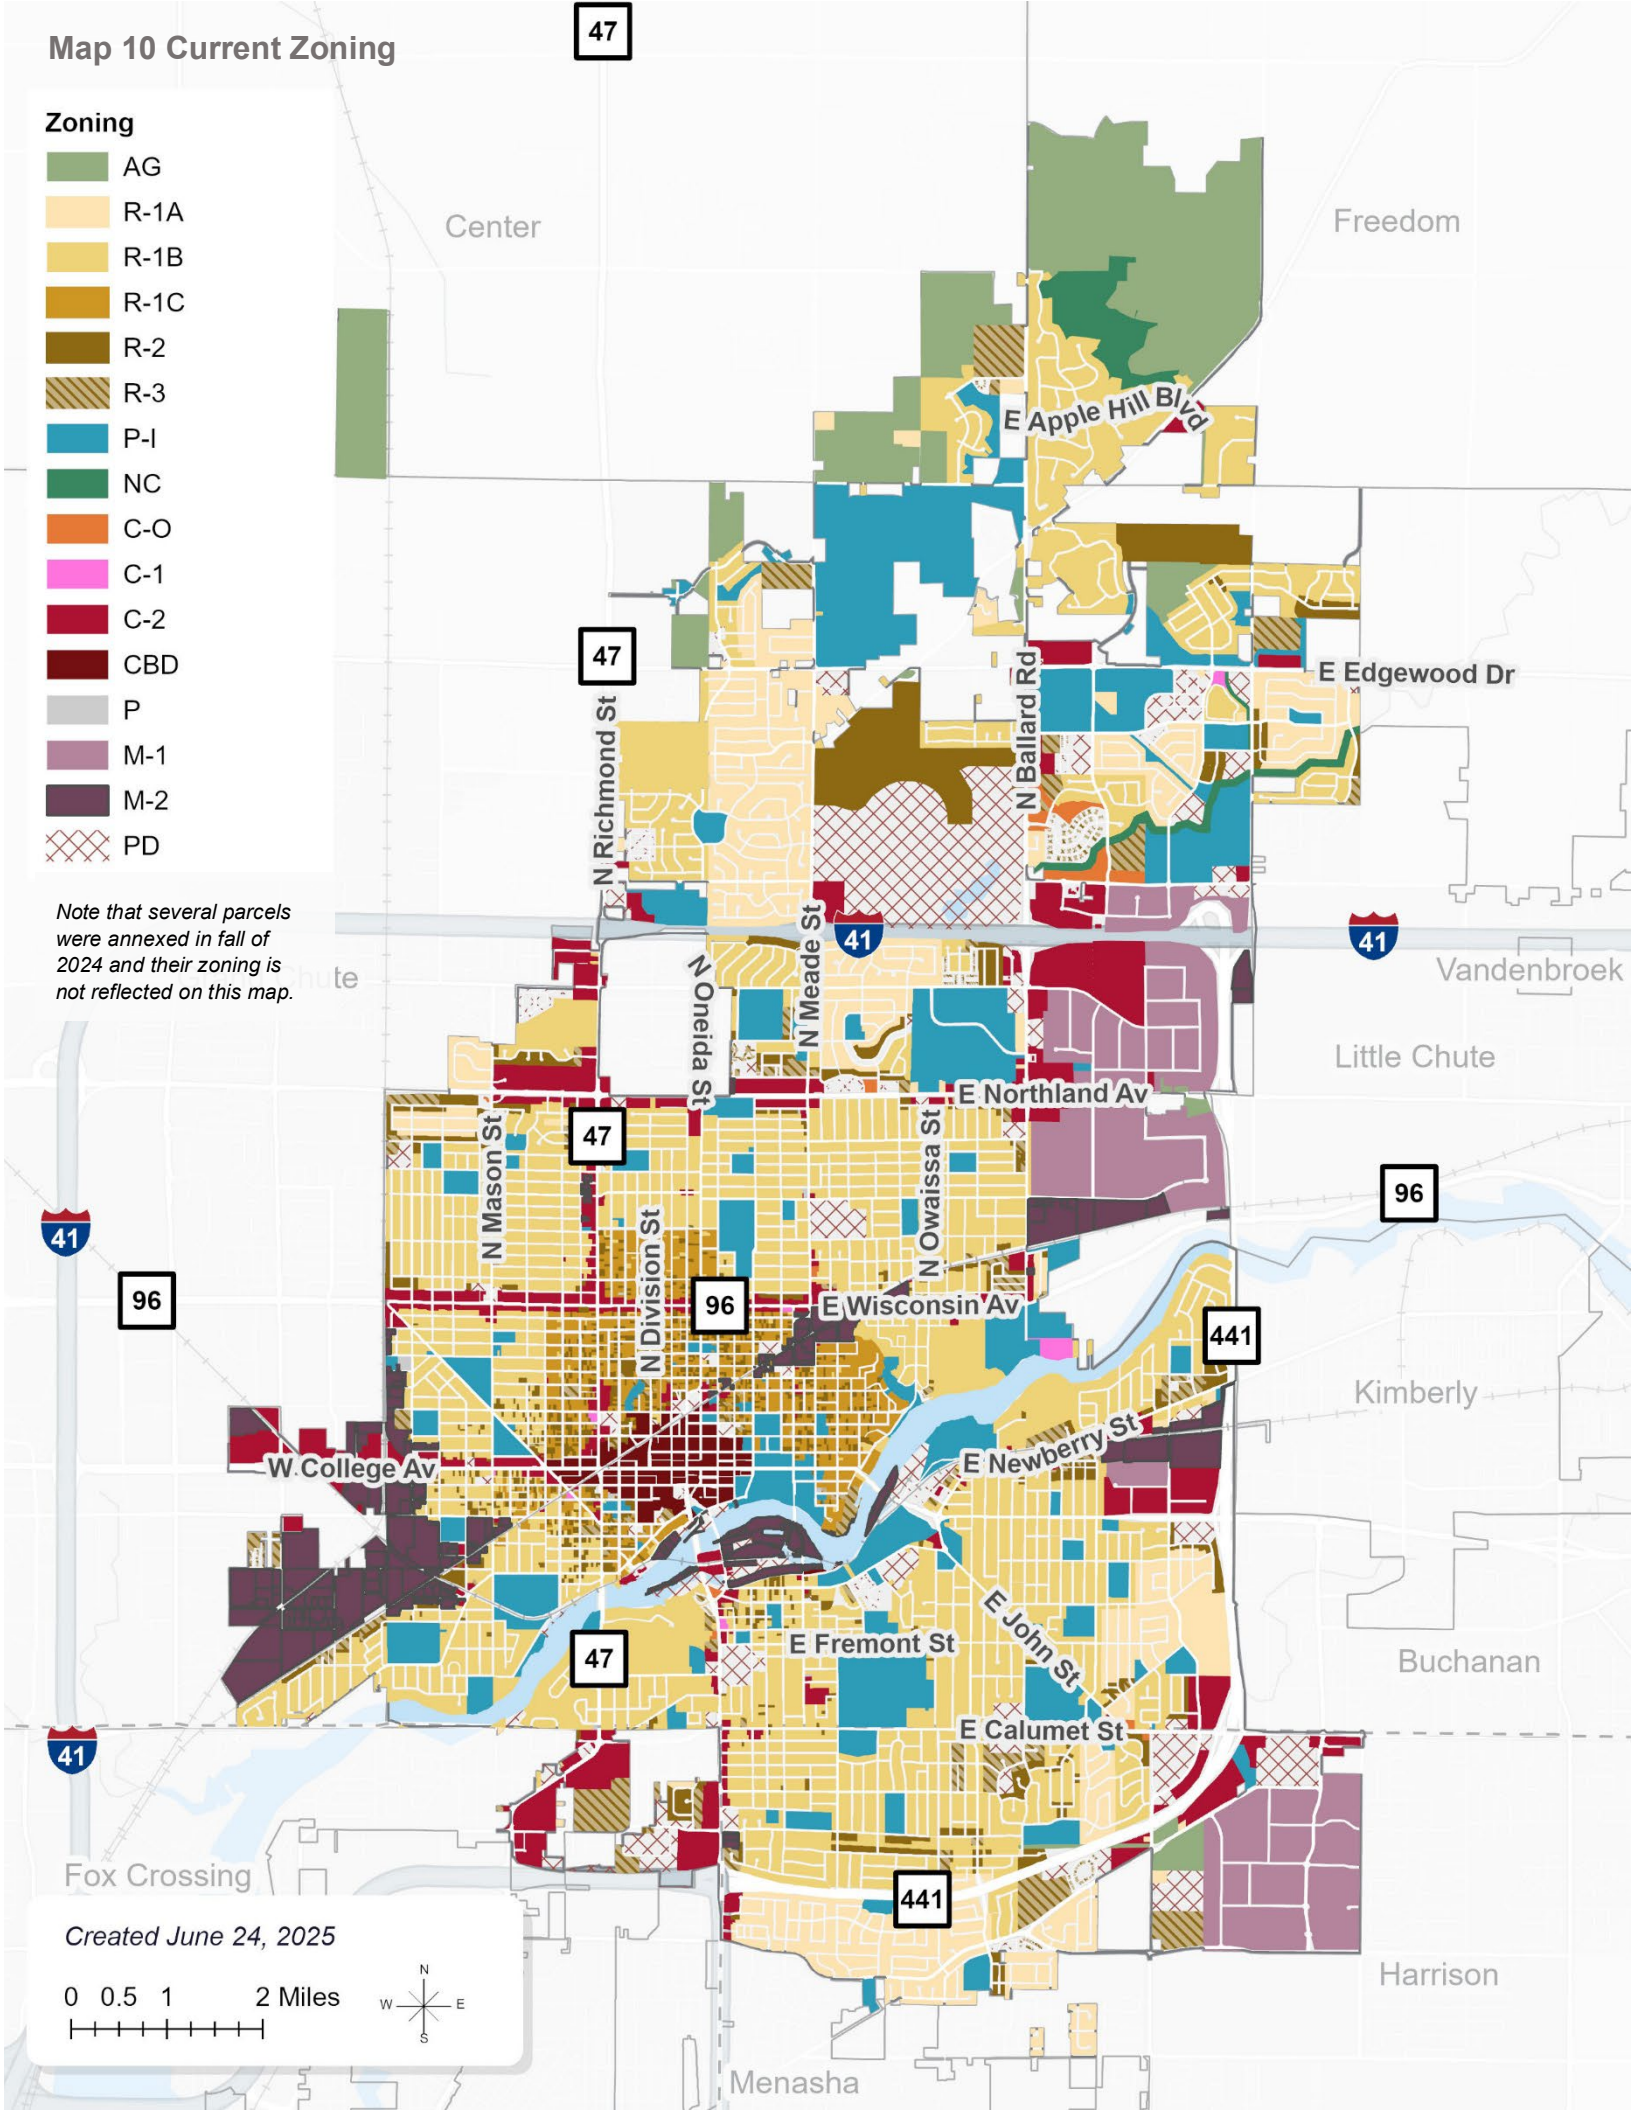 47
Map 10 Current Zoning
Zoning
AG
R-1A
R-1B
R-1C
R-2
R-3
P-I
NC
C-O
C-1
C-2
CBD
P
M-1
M-2
PD
Note that several parcels
were annexed in fall of
2024 and their zoning is
not reflected on this map.
Center
Freedom
E Apple Hill Blvd
47
E Edgewood Dr
N Richmond St
N Ballard Rd
N Meade St
41
41
N Oneida St
Vandenbroek
Chute
Little Chute
E Northland Av
47
N Mason St
N Owaissa St
96
N Division St
41
96
96
E Wisconsin Av
441
Kimberly
E Newberry St
W College Av
E John St
E Fremont St
47
Buchanan
E Calumet St
41
Fox Crossing
441
Created June 24, 2025
0 0.5 1 2 Miles
N
W E
S
Harrison
Menasha